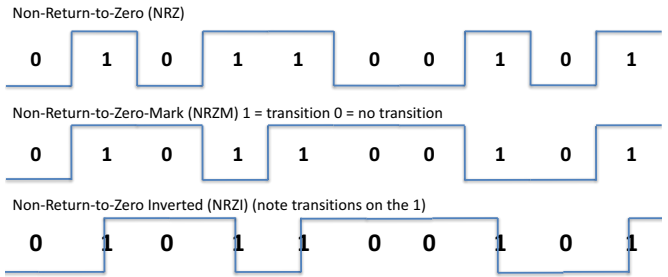 Non-Return-to-Zero (NRZ)
0 1 0 1 1 0 0 1 0 1
Non-Return-to-Zero-Mark (NRZM) 1 = transition 0 = no transition
0 1 0 1 1 0 0 1 0 1
Non-Return-to-Zero Inverted (NRZI) (note transitions on the 1)
0 1 0 1 1 0 0 1 0 1